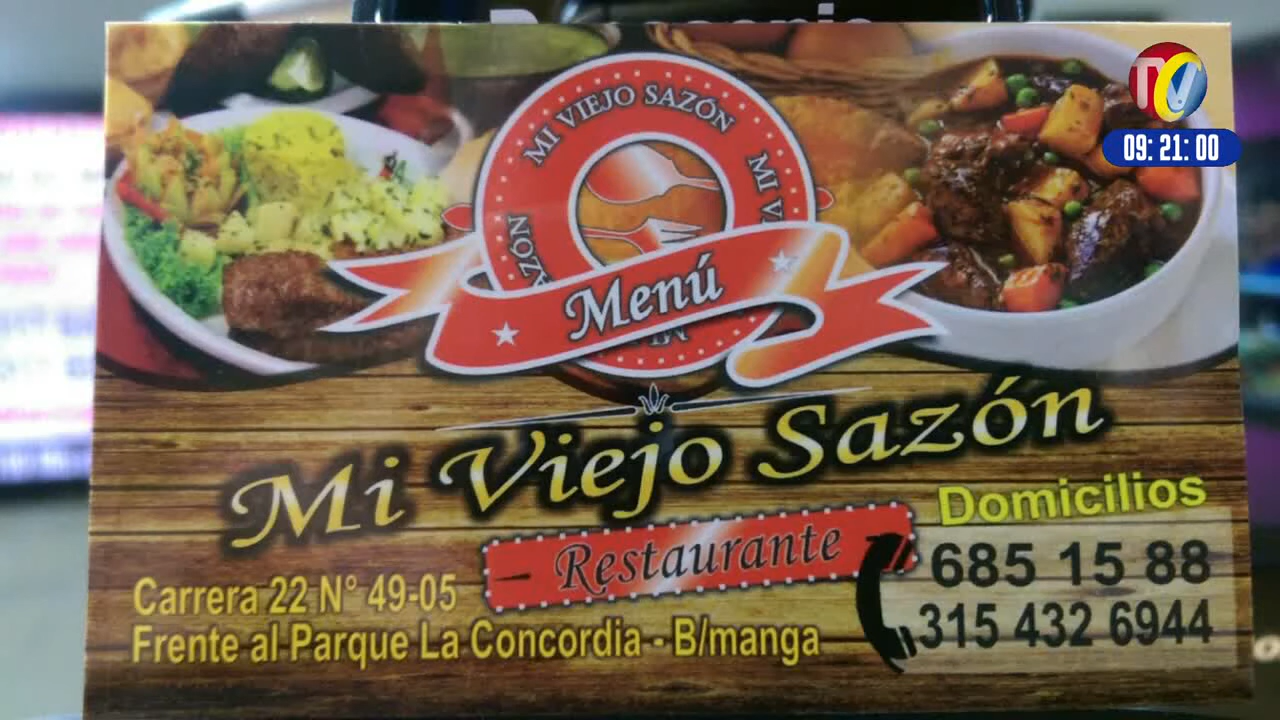 TV
09: 21: 00
MI VIEJO SAZÓN
Menú
Mi Viejo Sazón
Restaurante
Domicilios
685 15 88
315 432 6944
Carrera 22 N° 49-05
Frente al Parque La Concordia - B/manga